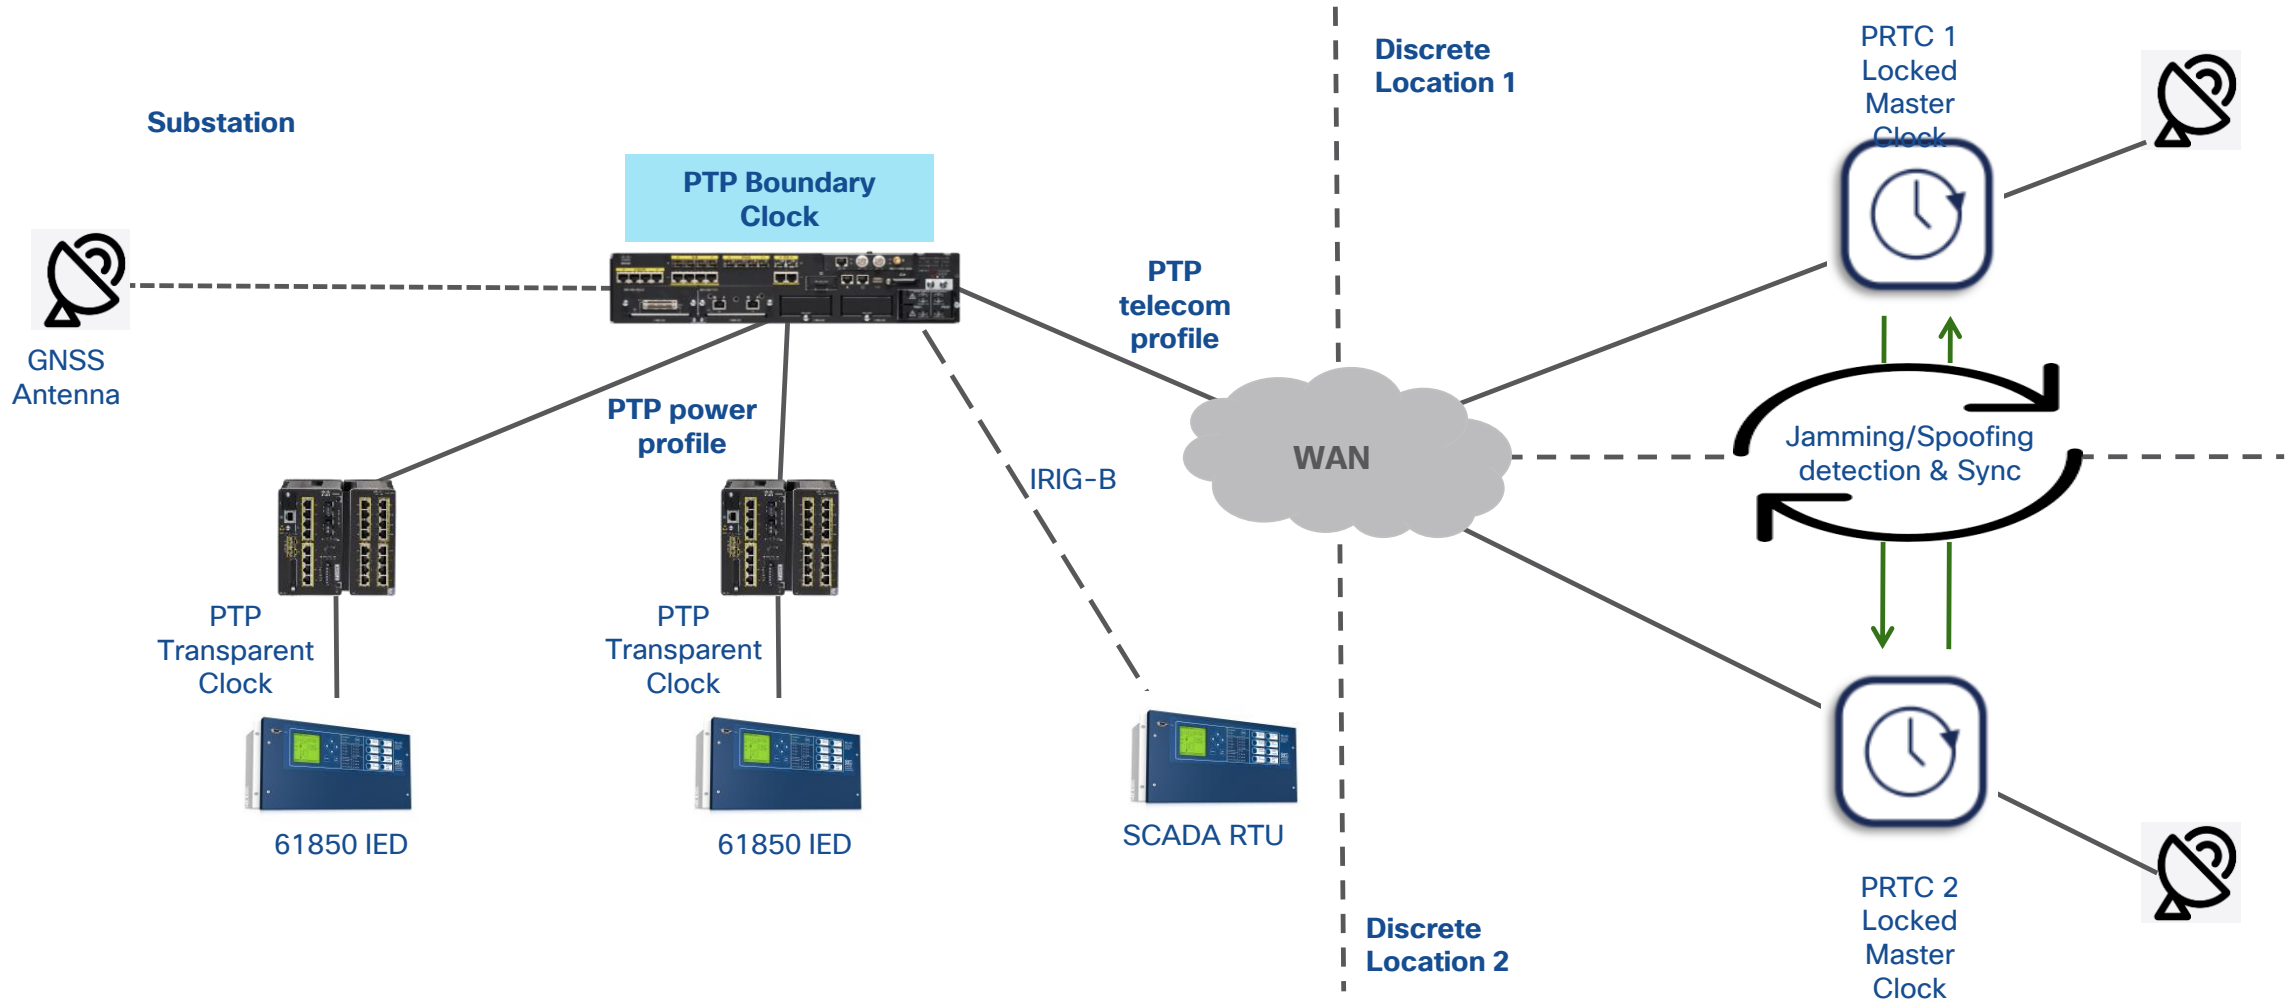 Substation
PTP Boundary
Clock
GNSS
Antenna
PTP
telecom
profile
PTP power
profile
IRIG-B
PTP
Transparent
Clock
PTP
Transparent
Clock
61850 IED
61850 IED
SCADA RTU
WAN
Discrete
Location 1
PRTC 1
Locked
Master
Clock
Jamming/Spoofing
detection & Sync
Discrete
Location 2
PRTC 2
Locked
Master
Clock